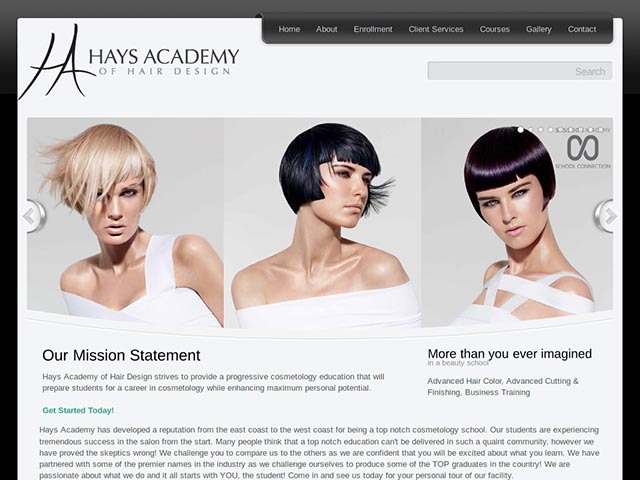 Home About Enrollment Client Services Courses Gallery Contact
HAYS ACADEMY
OF HAIR DESIGN
Search
SCHOOL CONNECTION
Our Mission Statement
Hays Academy of Hair Design strives to provide a progressive cosmetology education that will
prepare students for a career in cosmetology while enhancing maximum personal potential.
Get Started Today!
More than you ever imagined
in a beauty school
Advanced Hair Color, Advanced Cutting &
Finishing, Business Training
Hays Academy has developed a reputation from the east coast to the west coast for being a top notch cosmetology school. Our students are experiencing
tremendous success in the salon from the start. Many people think that a top notch education can't be delivered in such a quaint community, however we
have proved the skeptics wrong! We challenge you to compare us to the others as we are confident that you will be excited about what you learn. We have
partnered with some of the premier names in the industry as we challenge ourselves to produce some of the TOP graduates in the country! We are
passionate about what we do and it all starts with YOU, the student! Come in and see us today for your personal tour of our facility.